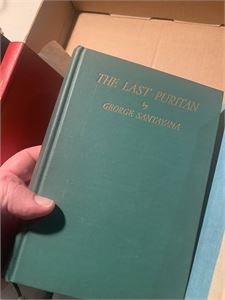 THE LAST PURITAN
by
GEORGE SANTAYANA